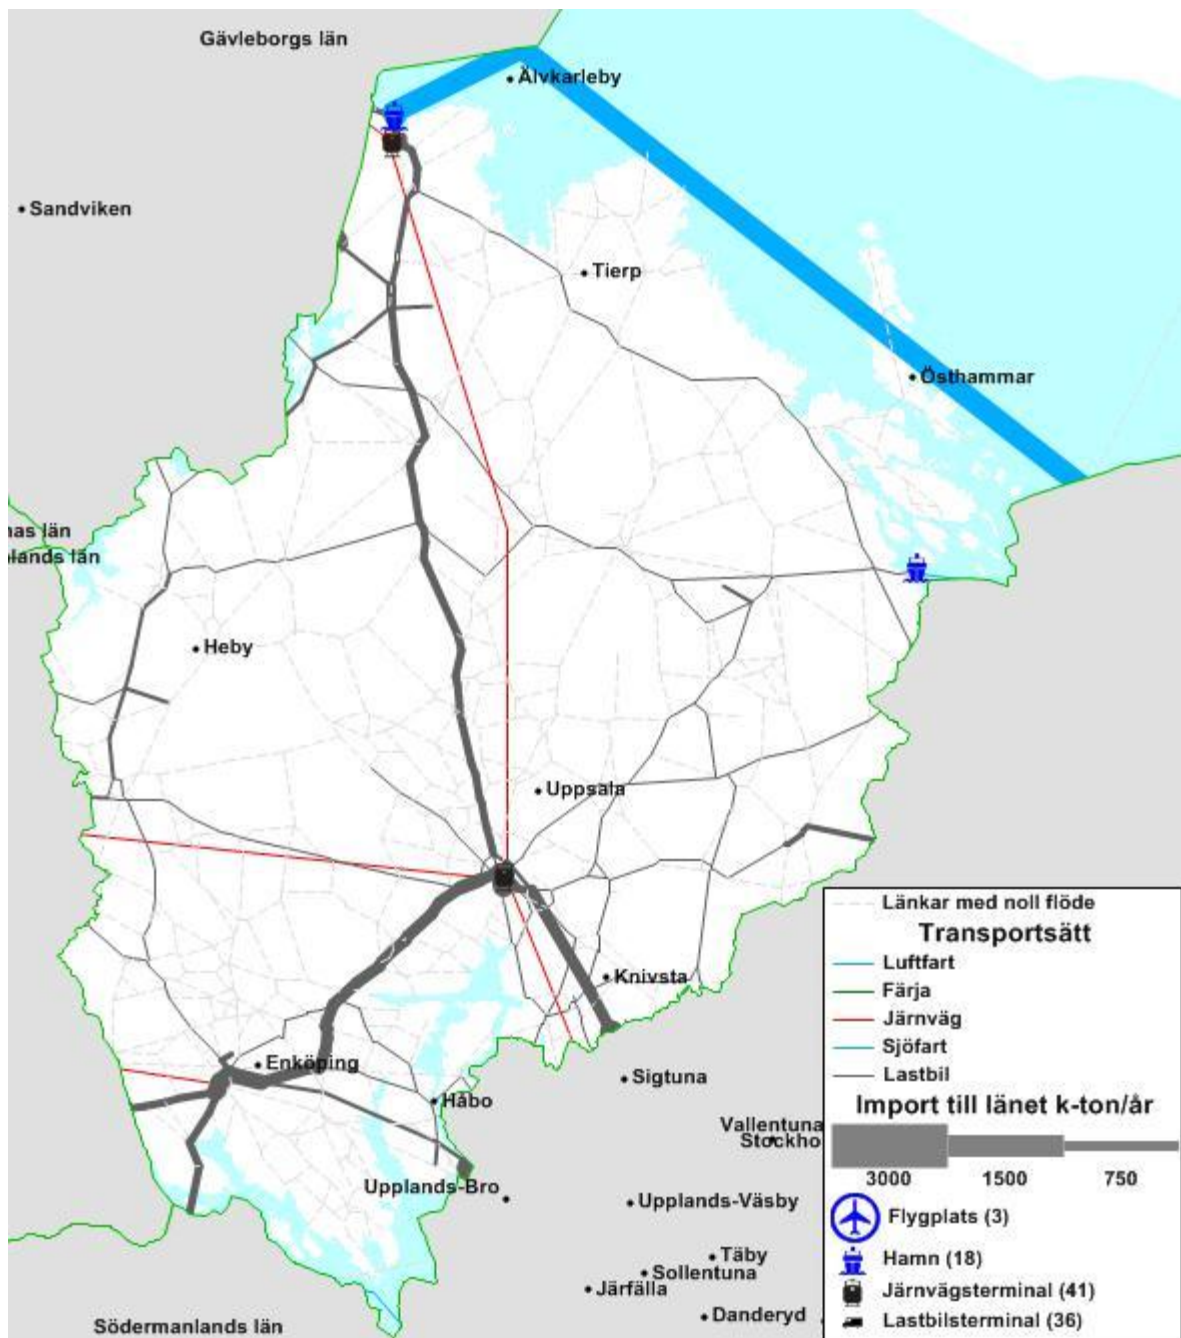 Gävleborgs län
Älvkarleby
Sandviken
Tierp
Östhammar
nas län
lands län
Heby
Uppsala
Knivsta
Enköping
Håbo
Sigtuna
Vallentuna
Stockho
Upplands-Bro
Upplands-Väsby
Täby
Sollentuna
Järfälla
Danderyd
Södermanlands län
Länkar med noll flöde
Transportsätt
Luftfart
Färja
Järnväg
Sjöfart
Lastbil
Import till länet k-ton/år
3000 1500 750
Flygplats (3)
Hamn (18)
Järnvägsterminal (41)
Lastbilsterminal (36)